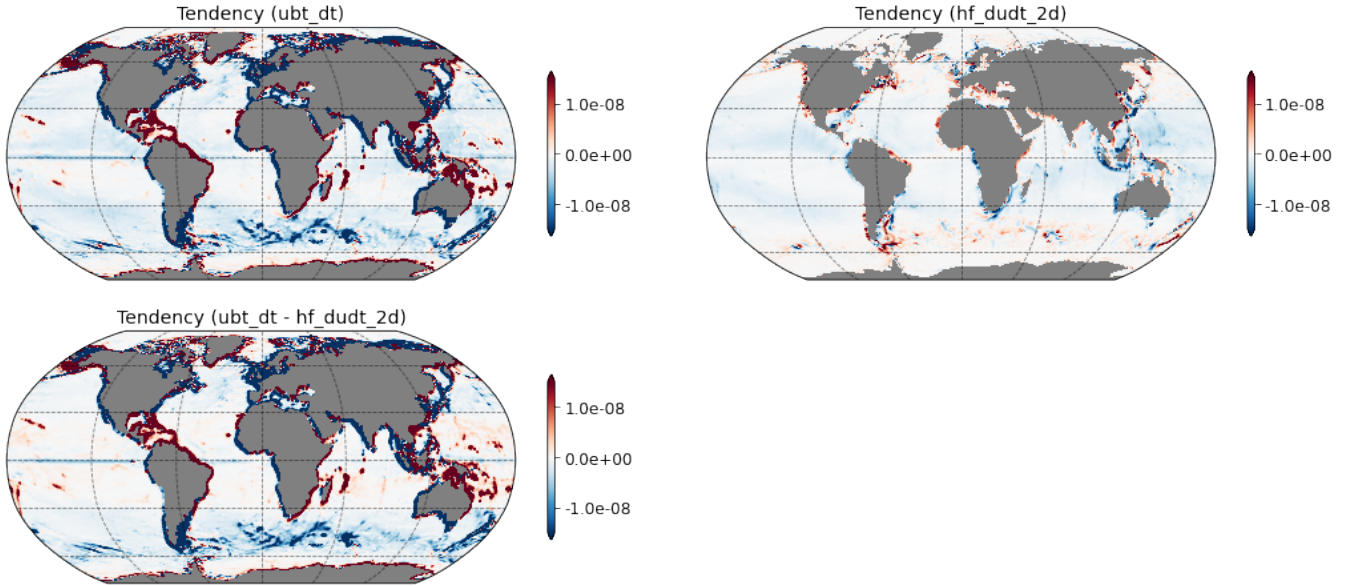 Tendency (ubt_dt)
1.0e-08
0.0e+00
-1.0e-08
Tendency (hf_dudt_2d)
1.0e-08
0.0e+00
-1.0e-08
Tendency (ubt_dt - hf_dudt_2d)
1.0e-08
0.0e+00
-1.0e-08